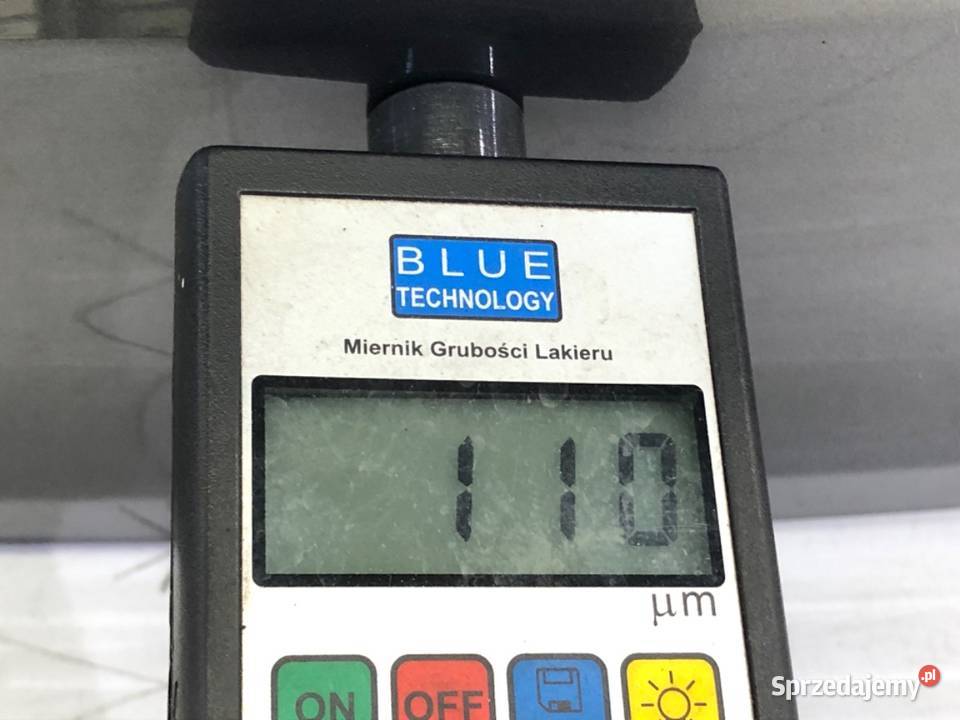 BLUE
TECHNOLOGY
Miernik Grubości Lakieru
110
μm
ON OFF
Sprzedajemy.pl